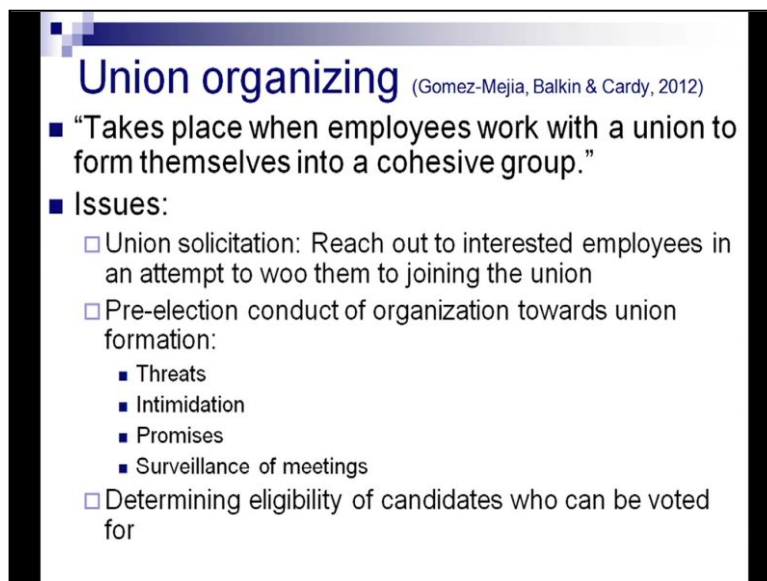 Union organizing (Gomez-Mejia, Balkin & Cardy, 2012)
“Takes place when employees work with a union to
form themselves into a cohesive group.”
Issues:
Union solicitation: Reach out to interested employees in
an attempt to woo them to joining the union
Pre-election conduct of organization towards union
formation:
Threats
Intimidation
Promises
Surveillance of meetings
Determining eligibility of candidates who can be voted
for